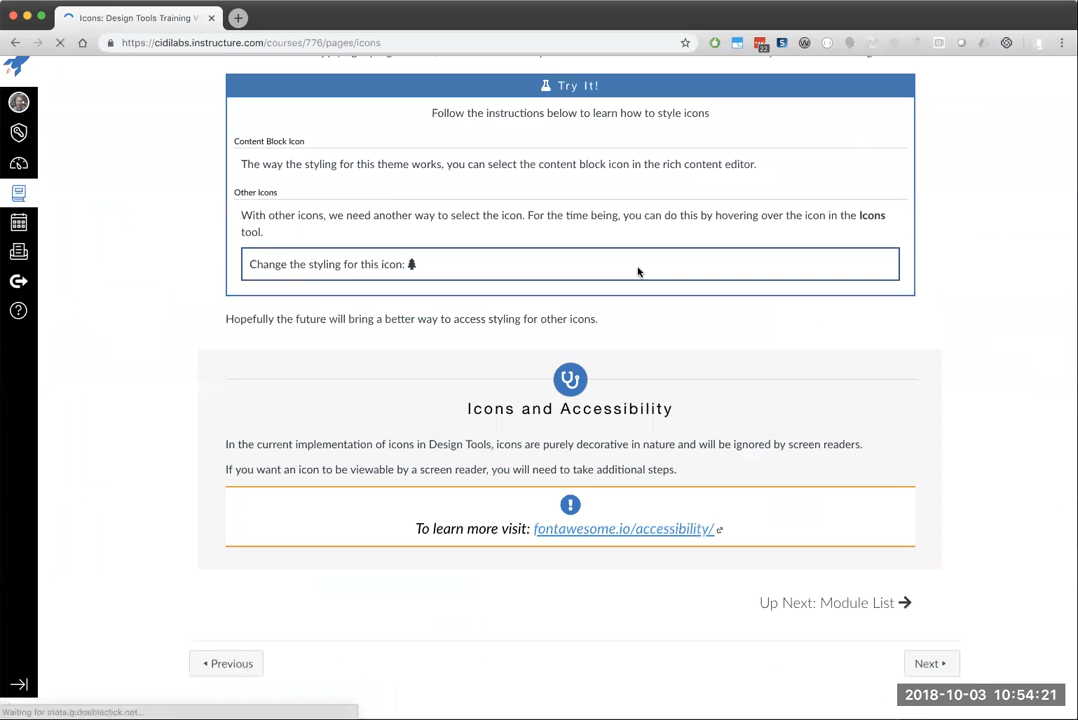 Icons: Design Tools Training V
https://cidilabs.instructure.com/courses/776/pages/icons
22
Try It!
Follow the instructions below to learn how to style icons
Content Block Icon
The way the styling for this theme works, you can select the content block icon in the rich content editor.
Other Icons
With other icons, we need another way to select the icon. For the time being, you can do this by hovering over the icon in the Icons
tool.
Change the styling for this icon:
Hopefully the future will bring a better way to access styling for other icons.
Icons and Accessibility
In the current implementation of icons in Design Tools, icons are purely decorative in nature and will be ignored by screen readers.
If you want an icon to be viewable by a screen reader, you will need to take additional steps.
To learn more visit: fontawesome.io/accessibility/
Up Next: Module List
Previous
Next
2018-10-03 10:54:21
Waiting for